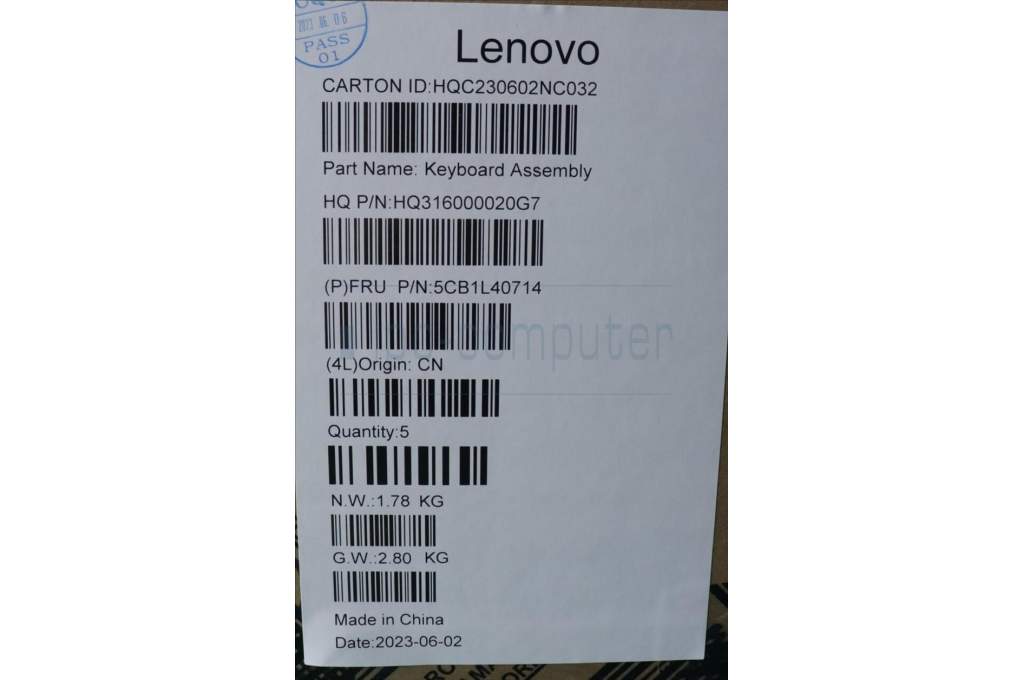 2023. 06. 06
PASS
01
Lenovo
CARTON ID:HQC230602NC032
Part Name: Keyboard Assembly
HQ P/N:HQ316000020G7
(P)FRU P/N:5CB1L40714
computer
(4L)Origin: CN
Quantity:5
N.W.:1.78 KG
G.W.:2.80 KG
Made in China
Date:2023-06-02